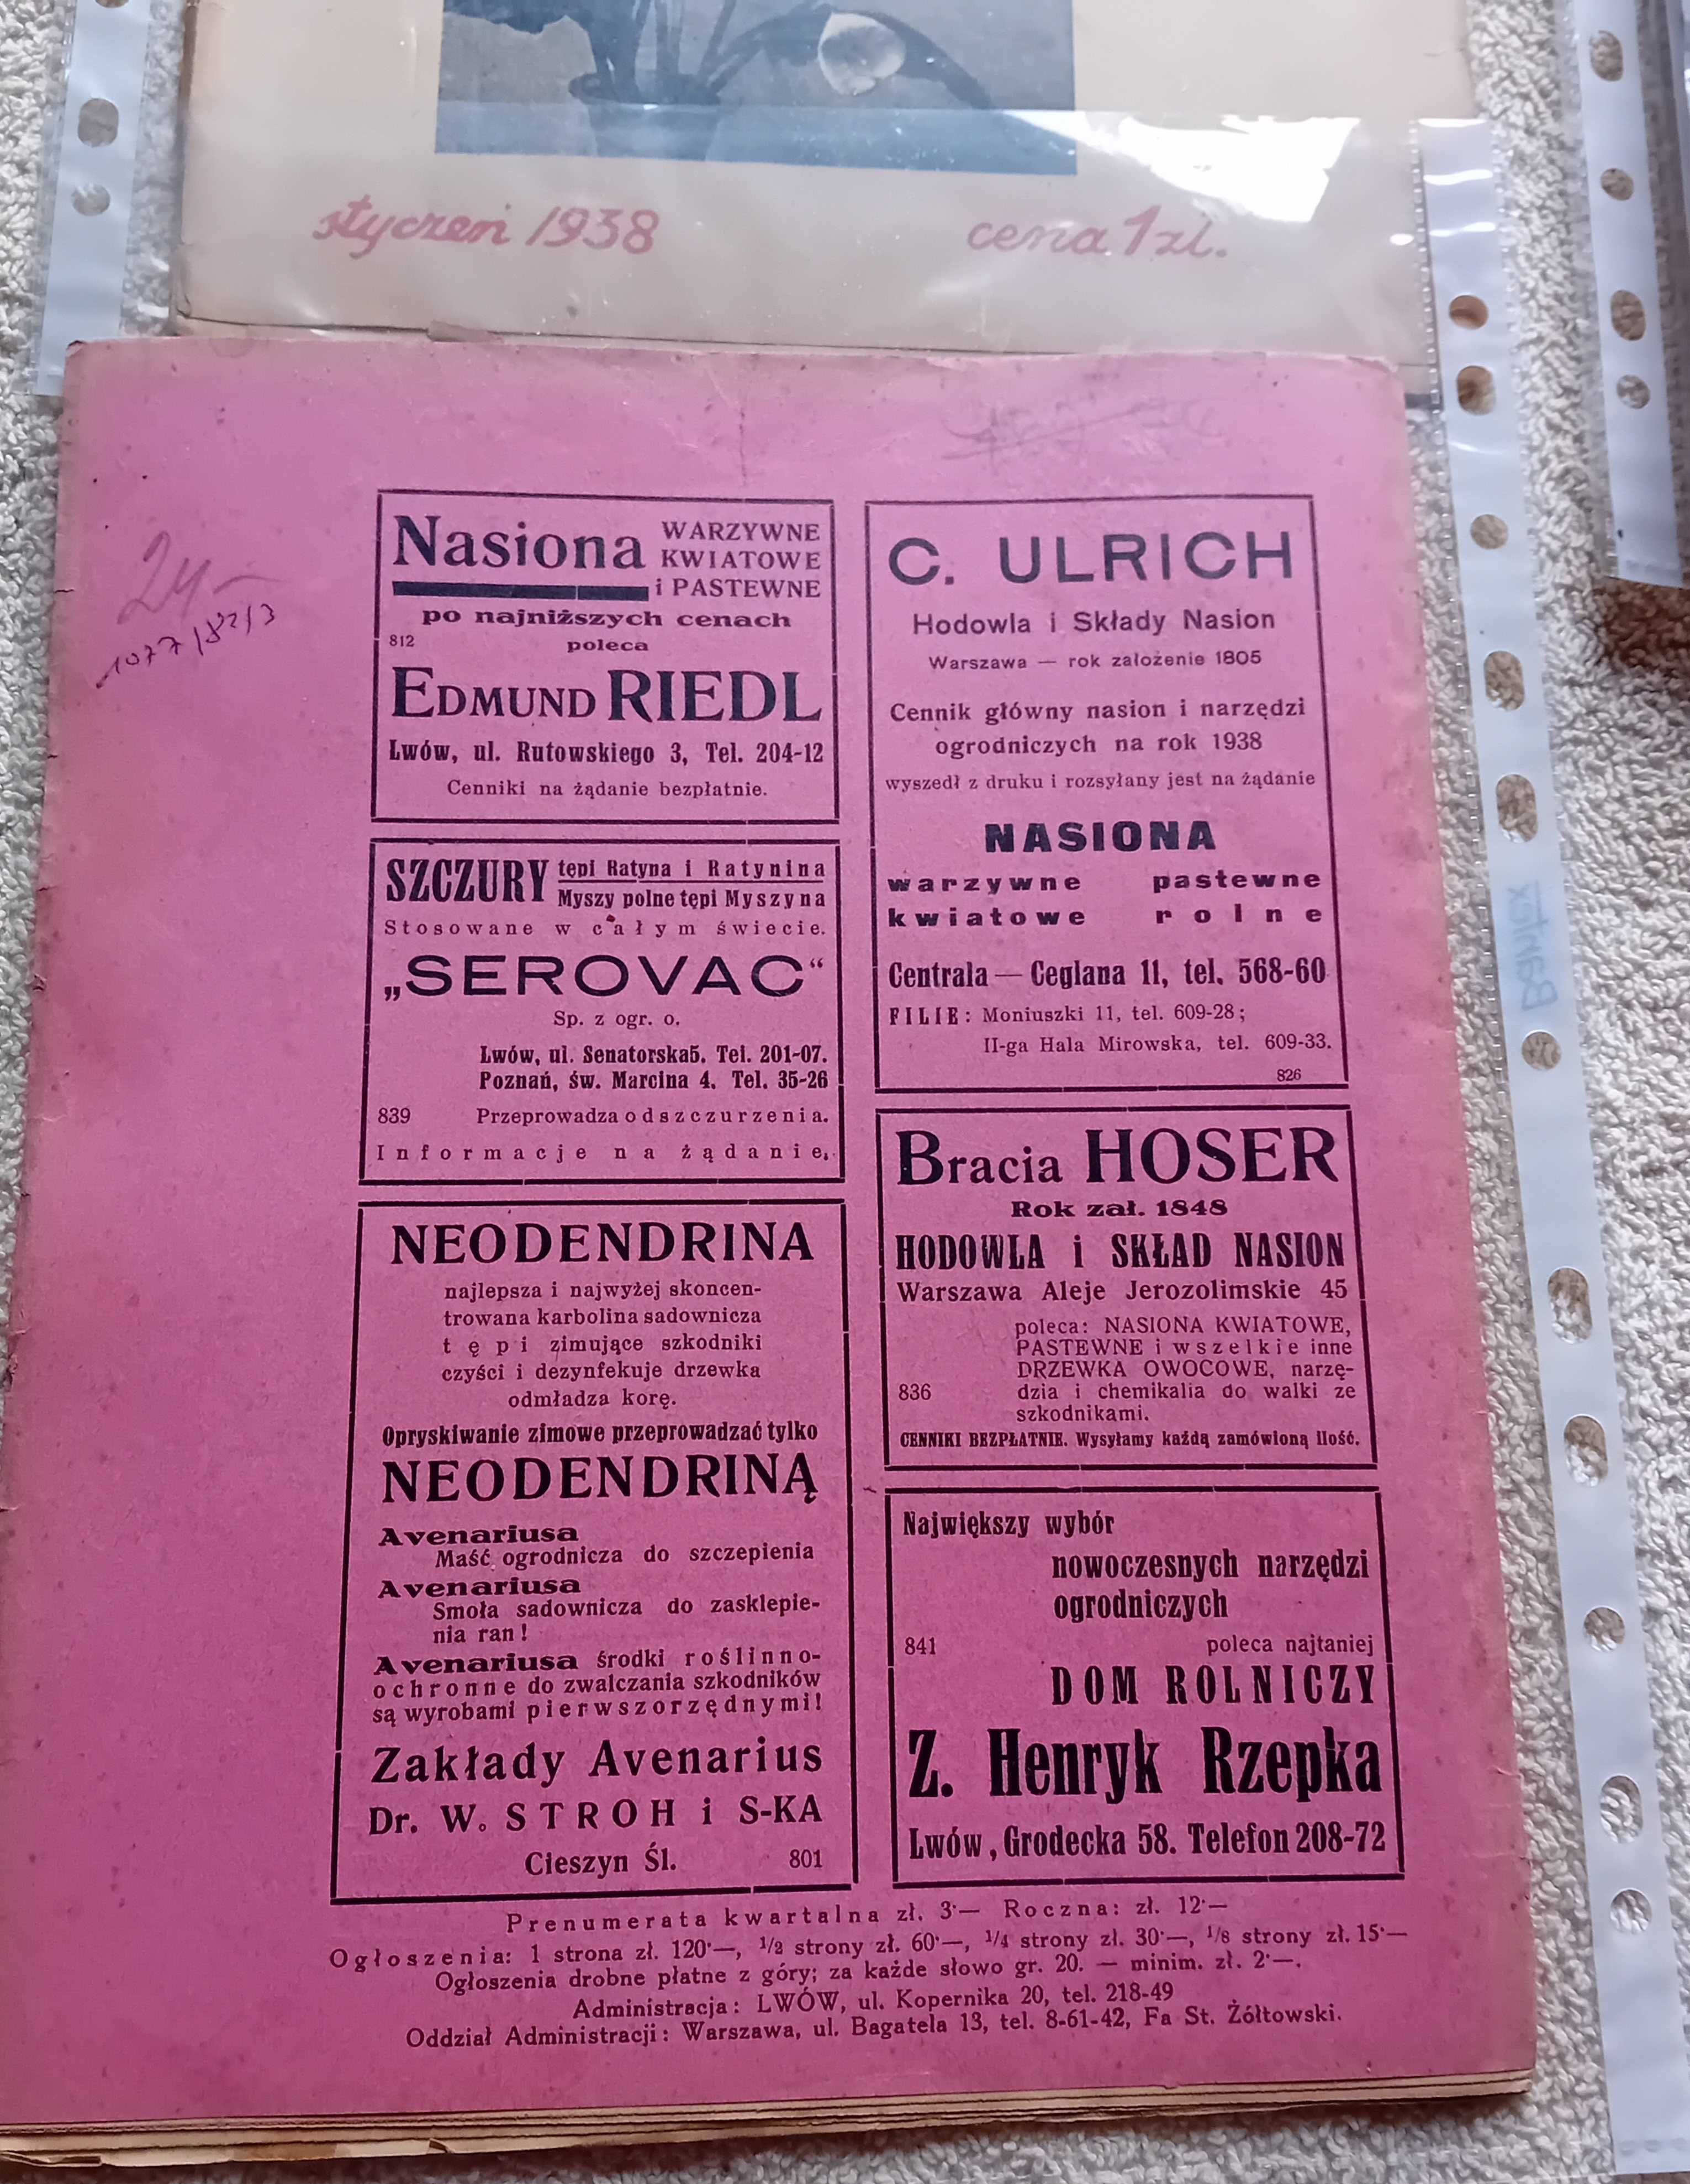 styczeń 1938
cena 1 zł.
24-
1077/82/3
Nasiona WARZYWNE
KWIATOWE
i PASTEWNE
po najniższych cenach
812 poleca
EDMUND RIEDL
Lwów, ul. Rutowskiego 3, Tel. 204-12
Cenniki na żądanie bezpłatnie.
SZCZURY tępi Ratyna i Ratynina
Myszy polne tępi Myszyna
Stosowane w całym świecie.
„SEROVAC“
Sp. z ogr. o.
Lwów, ul. Senatorska5. Tel. 201-07.
Poznań, św. Marcina 4. Tel. 35-26
839 Przeprowadza odszczurzenia.
Informacje na żądanie.
NEODENDRINA
najlepsza i najwyżej skoncen-
trowana karbolina sadownicza
tępi zimujące szkodniki
czyści i dezynfekuje drzewka
odmładza korę.
Opryskiwanie zimowe przeprowadzać tylko
NEODENDRINĄ
Avenariusa
Maść ogrodnicza do szczepienia
Avenariusa
Smoła sadownicza do zasklepie-
nia ran!
Avenariusa środki roślinno-
ochronne do zwalczania szkodników
są wyrobami pierwszorzędnymi!
Zakłady Avenarius
Dr. W. STROH i S-KA
Cieszyn Śl. 801
C. ULRICH
Hodowla i Składy Nasion
Warszawa — rok założenie 1805
Cennik główny nasion i narzędzi
ogrodniczych na rok 1938
wyszedł z druku i rozsyłany jest na żądanie
NASIONA
warzywne pastewne
kwiatowe rolne
Centrala — Ceglana 11, tel. 568-60
FILIE: Moniuszki 11, tel. 609-28;
II-ga Hala Mirowska, tel. 609-33.
826
Bracia HOSER
Rok zał. 1848
HODOWLA i SKŁAD NASION
Warszawa Aleje Jerozolimskie 45
poleca: NASIONA KWIATOWE,
PASTEWNE i wszelkie inne
DRZEWKA OWOCOWE, narzę-
836 dzia i chemikalia do walki ze
szkodnikami.
CENNIKI BEZPŁATNIE. Wysyłamy każdą zamówioną ilość.
Największy wybór
nowoczesnych narzędzi
ogrodniczych
841 poleca najtaniej
DOM ROLNICZY
Z. Henryk Rzepka
Lwów, Grodecka 58. Telefon 208-72
Prenumerata kwartalna zł. 3·— Roczna: zł. 12·—
Ogłoszenia: 1 strona zł. 120·—, 1/2 strony zł. 60·—, 1/4 strony zł. 30·—, 1/8 strony zł. 15·—
Ogłoszenia drobne płatne z góry; za każde słowo gr. 20. — minim. zł. 2·—.
Administracja: LWÓW, ul. Kopernika 20, tel. 218-49
Oddział Administracji: Warszawa, ul. Bagatela 13, tel. 8-61-42, Fa St. Żółtowski.
Bantex